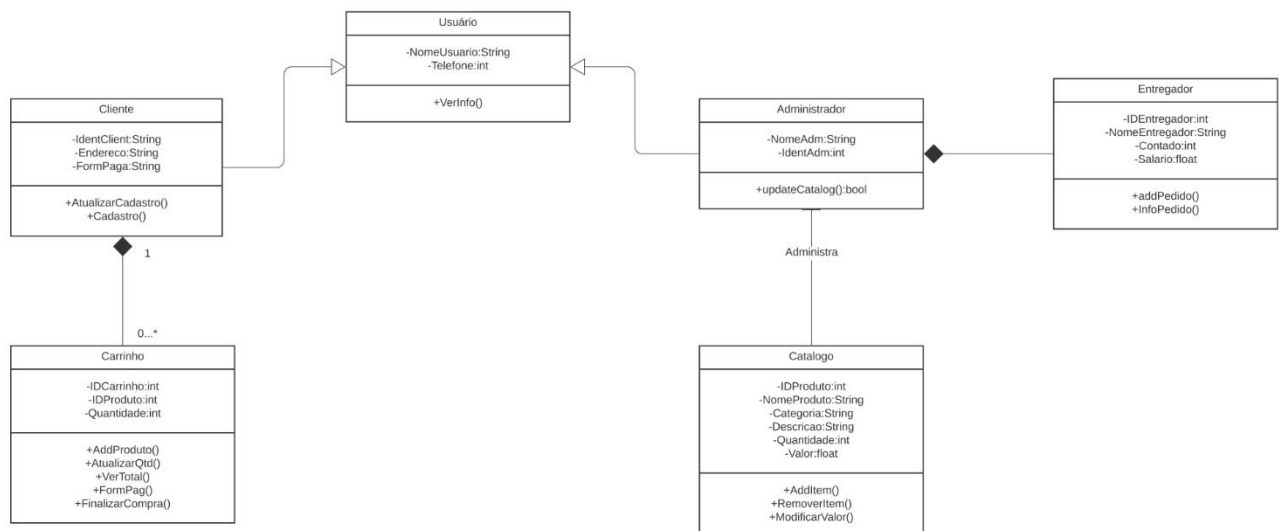 Usuário
-NomeUsuario:String
-Telefone:int
+VerInfo()
Cliente
-IdentClient:String
-Endereco:String
-FormPaga:String
+AtualizarCadastro()
+Cadastro()
Administrador
-NomeAdm:String
-IdentAdm:int
+updateCatalog():bool
Entregador
-IDEntregador:int
-NomeEntregador:String
-Contado:int
-Salario:float
+addPedido()
+InfoPedido()
1
0...*
Administra
Carrinho
-IDCarrinho:int
-IDProduto:int
-Quantidade:int
+AddProduto()
+AtualizarQtd()
+VerTotal()
+FormPag()
+FinalizarCompra()
Catalogo
-IDProduto:int
-NomeProduto:String
-Categoria:String
-Descricao:String
-Quantidade:int
-Valor:float
+AddItem()
+RemoverItem()
+ModificarValor()